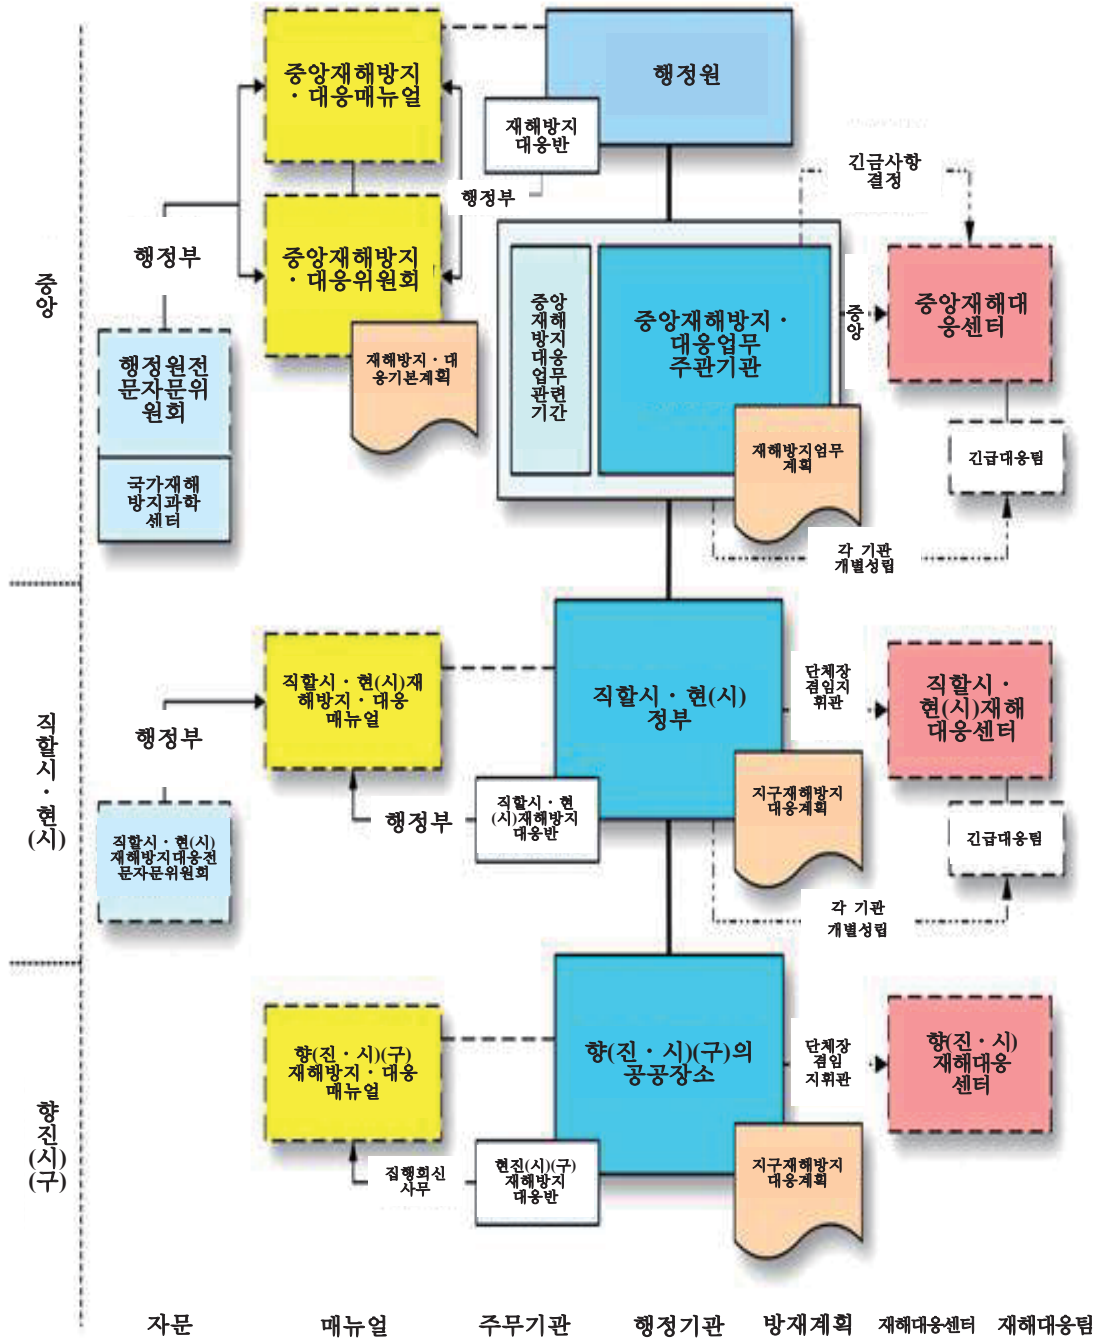 중앙재해방지
· 대응매뉴얼
행정원
재해방지
대응반
행정부
긴금사항
결정
행정부
중앙재해방지
· 대응위원회
재해방지 · 대
응기본계획
중앙
중앙
재해
방지
대응
업무
관련
기간
중앙재해방지 ·
대응업무
주관기관
중앙
중앙재해대
응센터
행정원전
문자문위
원회
국가재해
방지과학
센터
재해방지엄무
계획
긴급대응팀
각 기관
개별성립
직할시 · 현(시)
직할시 · 현(시)재
해방지 · 대응
매뉴얼
행정부
직할시 · 현(시)
정부
단체장
겸임지
휘관
직할시 ·
현(시)재해
대응센터
직할시 · 현(시)
재해방지대응전
문자문위원회
행정부
직할시 · 현
(시)재해방지
대응반
지구재해방지
대응계획
긴급대응팀
각 기관
개별성립
향진(시)(구)
향(진 · 시)(구)
재해방지 · 대응
매뉴얼
향(진 · 시)(구)의
공공장소
단체장
겸임
지휘관
향(진 · 시)
재해대응
센터
집행회신
사무
현진(시)(구)
재해방지
대응반
지구재해방지
대응계획
자문
매뉴얼
주무기관
행정기관
방재계획
재해대응센터
재해대응팀